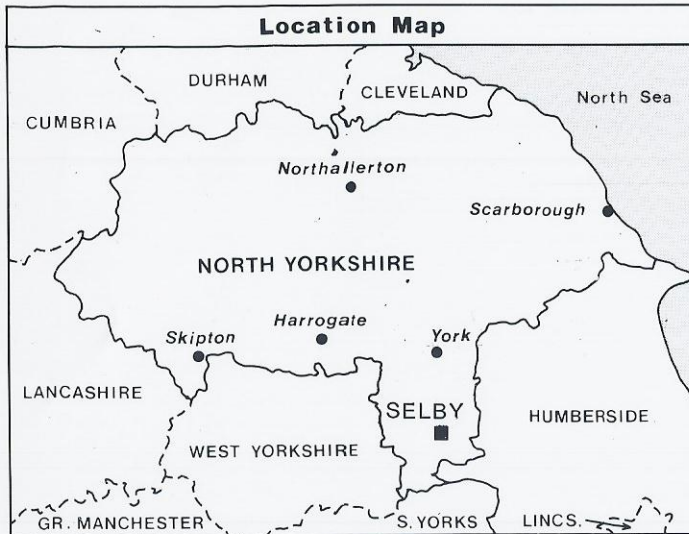 Location Map
DURHAM
CLEVELAND
North Sea
CUMBRIA
Northallerton
Scarborough
NORTH YORKSHIRE
Harrogate
Skipton
York
LANCASHIRE
SELBY
HUMBERSIDE
WEST YORKSHIRE
GR. MANCHESTER
S. YORKS
LINCS.